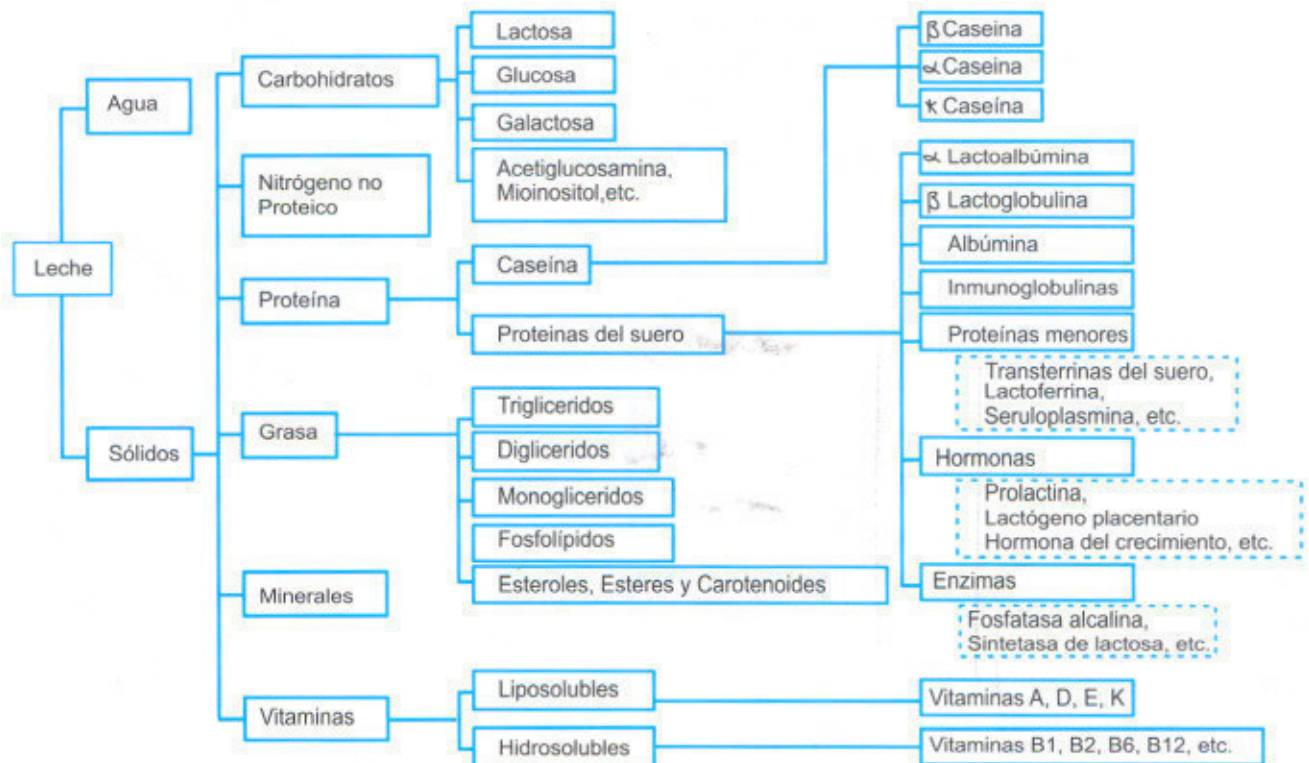 Leche
Agua
Sólidos
Carbohidratos
Nitrógeno no
Proteico
Proteína
Grasa
Minerales
Vitaminas
Lactosa
Glucosa
Galactosa
Acetiglucosamina,
Mioinositol,etc.
Caseína
Proteinas del suero
Trigliceridos
Digliceridos
Monogliceridos
Fosfolípidos
Esteroles, Esteres y Carotenoides
Liposolubles
Hidrosolubles
β Caseina
α Caseina
κ Caseína
α Lactoalbúmina
β Lactoglobulina
Albúmina
Inmunoglobulinas
Proteínas menores
Transterrinas del suero,
Lactoferrina,
Seruloplasmina, etc.
Hormonas
Prolactina,
Lactógeno placentario
Hormona del crecimiento, etc.
Enzimas
Fosfatasa alcalina,
Sintetasa de lactosa, etc.
Vitaminas A, D, E, K
Vitaminas B1, B2, B6, B12, etc.